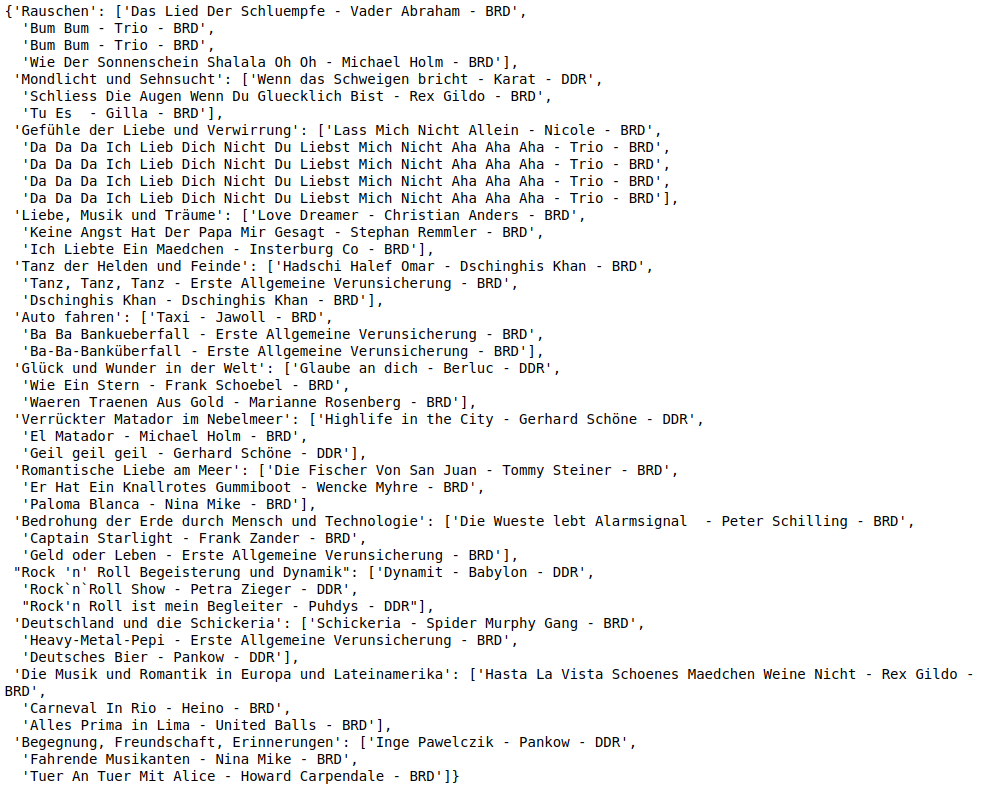 {'Rauschen': ['Das Lied Der Schluempfe - Vader Abraham - BRD',
'Bum Bum - Trio - BRD',
'Bum Bum - Trio - BRD',
'Wie Der Sonnenschein Shalala Oh Oh - Michael Holm - BRD'],
'Mondlicht und Sehnsucht': ['Wenn das Schweigen bricht - Karat - DDR',
'Schliess Die Augen Wenn Du Gluecklich Bist - Rex Gildo - BRD',
'Tu Es  - Gilla - BRD'],
'Gefühle der Liebe und Verwirrung': ['Lass Mich Nicht Allein - Nicole - BRD',
'Da Da Da Ich Lieb Dich Nicht Du Liebst Mich Nicht Aha Aha Aha - Trio - BRD',
'Da Da Da Ich Lieb Dich Nicht Du Liebst Mich Nicht Aha Aha Aha - Trio - BRD',
'Da Da Da Ich Lieb Dich Nicht Du Liebst Mich Nicht Aha Aha Aha - Trio - BRD',
'Da Da Da Ich Lieb Dich Nicht Du Liebst Mich Nicht Aha Aha Aha - Trio - BRD'],
'Liebe, Musik und Träume': ['Love Dreamer - Christian Anders - BRD',
'Keine Angst Hat Der Papa Mir Gesagt - Stephan Remmler - BRD',
'Ich Liebte Ein Maedchen - Insterburg Co - BRD'],
'Tanz der Helden und Feinde': ['Hadschi Halef Omar - Dschinghis Khan - BRD',
'Tanz, Tanz, Tanz - Erste Allgemeine Verunsicherung - BRD',
'Dschinghis Khan - Dschinghis Khan - BRD'],
'Auto fahren': ['Taxi - Jawoll - BRD',
'Ba Ba Bankueberfall - Erste Allgemeine Verunsicherung - BRD',
'Ba-Ba-Banküberfall - Erste Allgemeine Verunsicherung - BRD'],
'Glück und Wunder in der Welt': ['Glaube an dich - Berluc - DDR',
'Wie Ein Stern - Frank Schoebel - BRD',
'Waeren Traenen Aus Gold - Marianne Rosenberg - BRD'],
'Verrückter Matador im Nebelmeer': ['Highlife in the City - Gerhard Schöne - DDR',
'El Matador - Michael Holm - BRD',
'Geil geil geil - Gerhard Schöne - DDR'],
'Romantische Liebe am Meer': ['Die Fischer Von San Juan - Tommy Steiner - BRD',
'Er Hat Ein Knallrotes Gummiboot - Wencke Myhre - BRD',
'Paloma Blanca - Nina Mike - BRD'],
'Bedrohung der Erde durch Mensch und Technologie': ['Die Wueste lebt Alarmsignal  - Peter Schilling - BRD',
'Captain Starlight - Frank Zander - BRD',
'Geld oder Leben - Erste Allgemeine Verunsicherung - BRD'],
"Rock 'n' Roll Begeisterung und Dynamik": ['Dynamit - Babylon - DDR',
'Rock`n`Roll Show - Petra Zieger - DDR',
"Rock'n Roll ist mein Begleiter - Puhdys - DDR"],
'Deutschland und die Schickeria': ['Schickeria - Spider Murphy Gang - BRD',
'Heavy-Metal-Pepi - Erste Allgemeine Verunsicherung - BRD',
'Deutsches Bier - Pankow - DDR'],
'Die Musik und Romantik in Europa und Lateinamerika': ['Hasta La Vista Schoenes Maedchen Weine Nicht - Rex Gildo -
BRD',
'Carneval In Rio - Heino - BRD',
'Alles Prima in Lima - United Balls - BRD'],
'Begegnung, Freundschaft, Erinnerungen': ['Inge Pawelczik - Pankow - DDR',
'Fahrende Musikanten - Nina Mike - BRD',
'Tuer An Tuer Mit Alice - Howard Carpendale - BRD']}